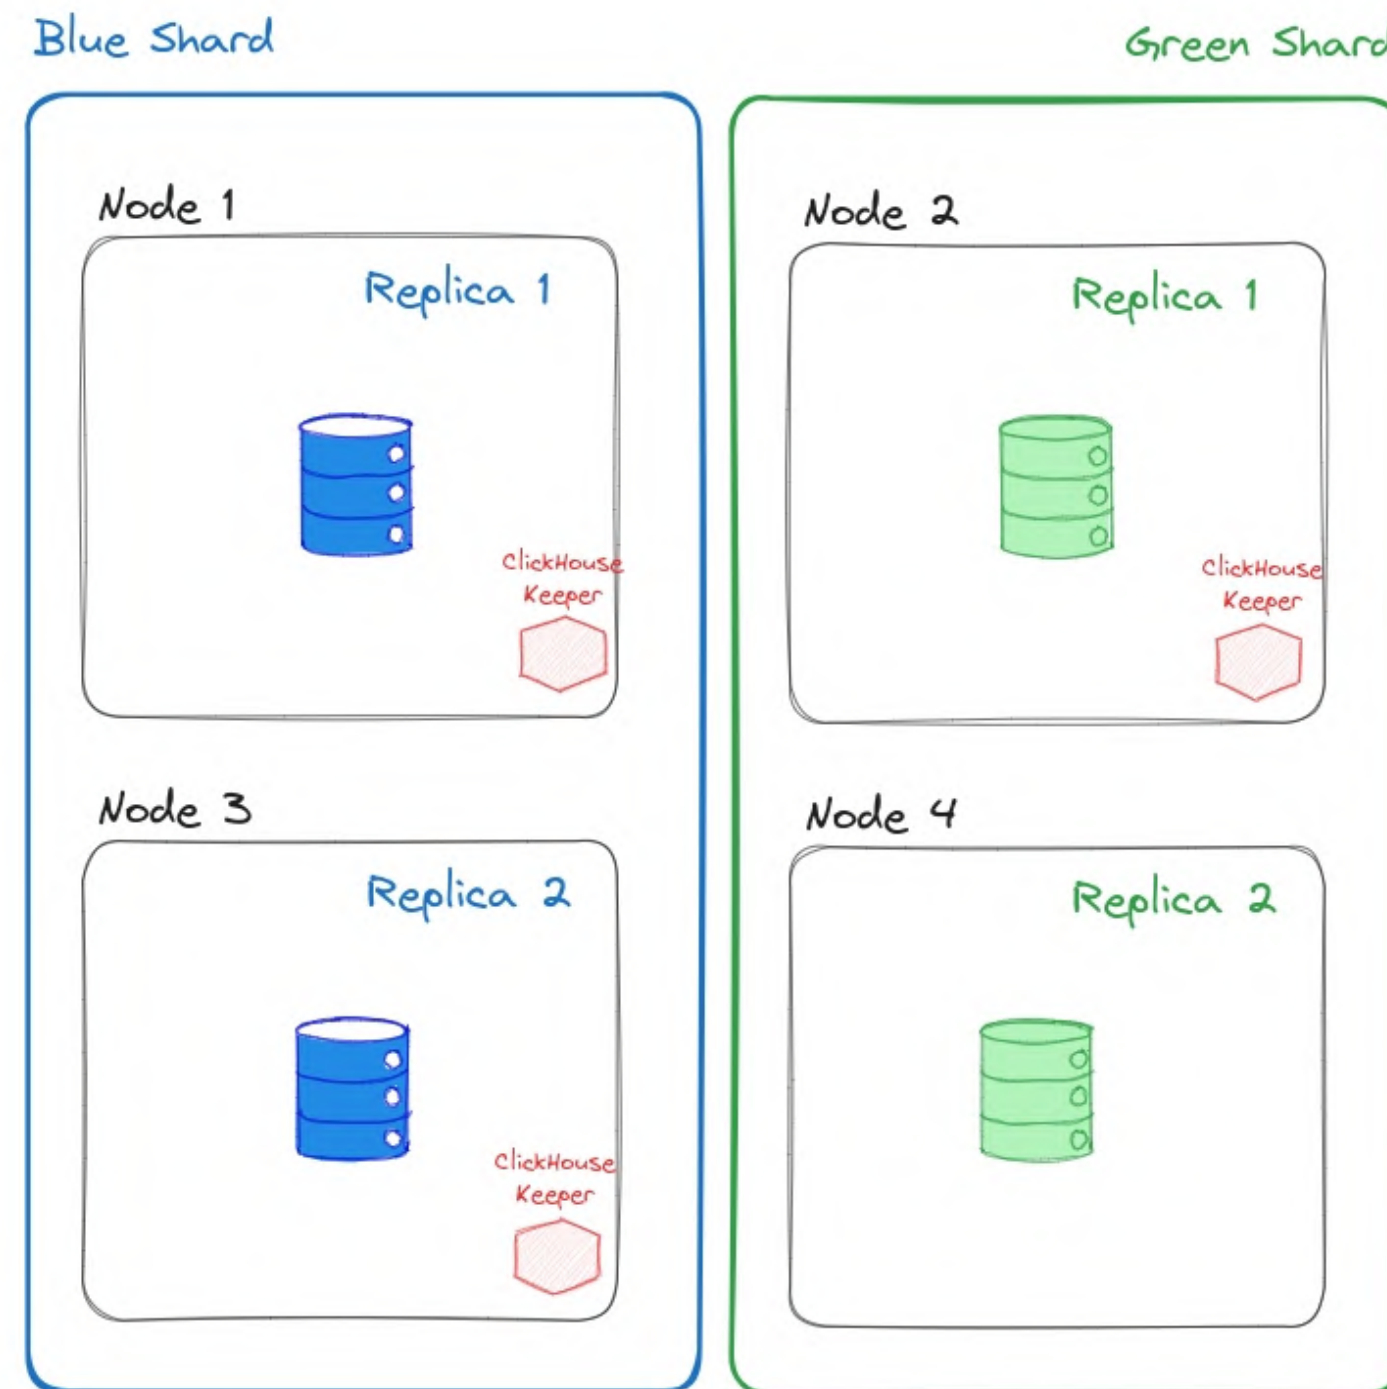 Blue Shard
Green Shard
Node 1
Replica 1
ClickHouse
Keeper
Node 2
Replica 1
ClickHouse
Keeper
Node 3
Replica 2
ClickHouse
Keeper
Node 4
Replica 2